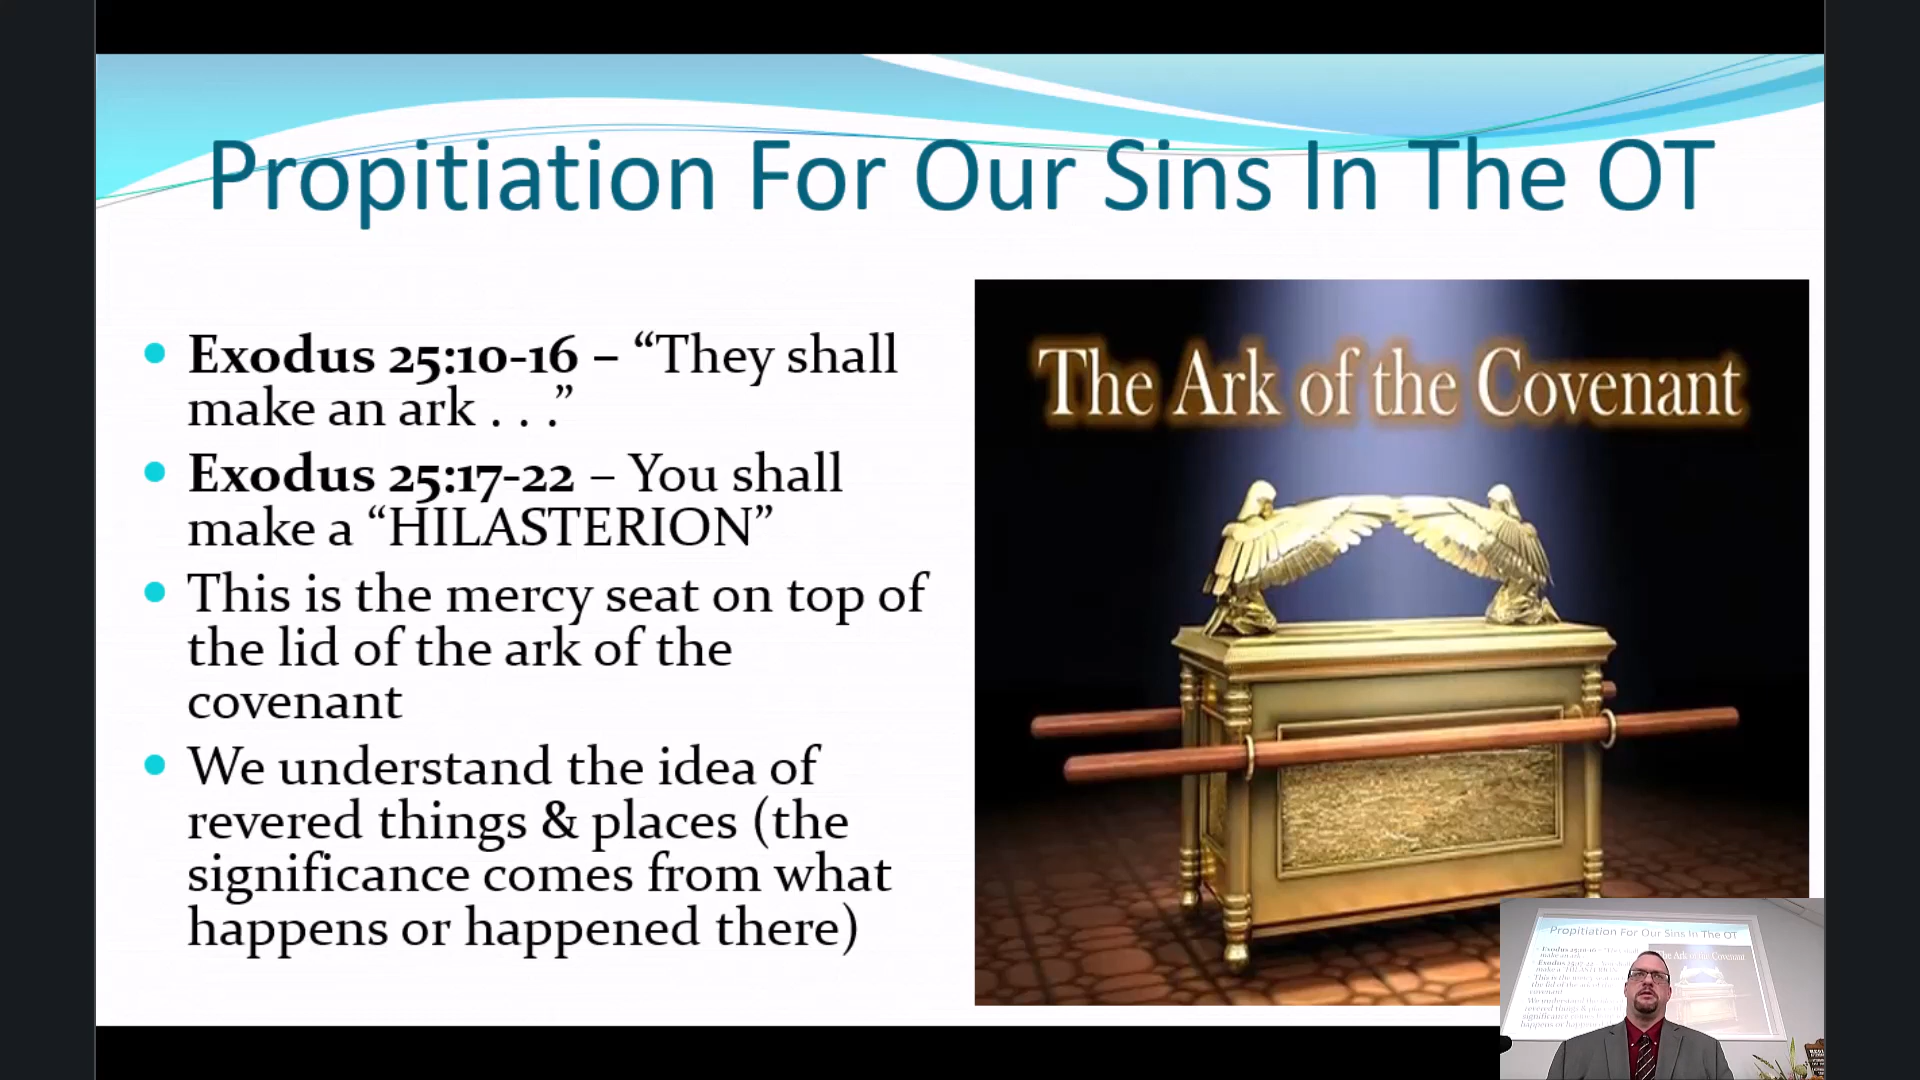 Propitiation For Our Sins In The OT
• Exodus 25:10-16 – “They shall
make an ark . . .”
• Exodus 25:17-22 – You shall
make a “HILASTERION”
• This is the mercy seat on top of
the lid of the ark of the
covenant
• We understand the idea of
revered things & places (the
significance comes from what
happens or happened there)
The Ark of the Covenant
Propitiation For Our Sins In The OT